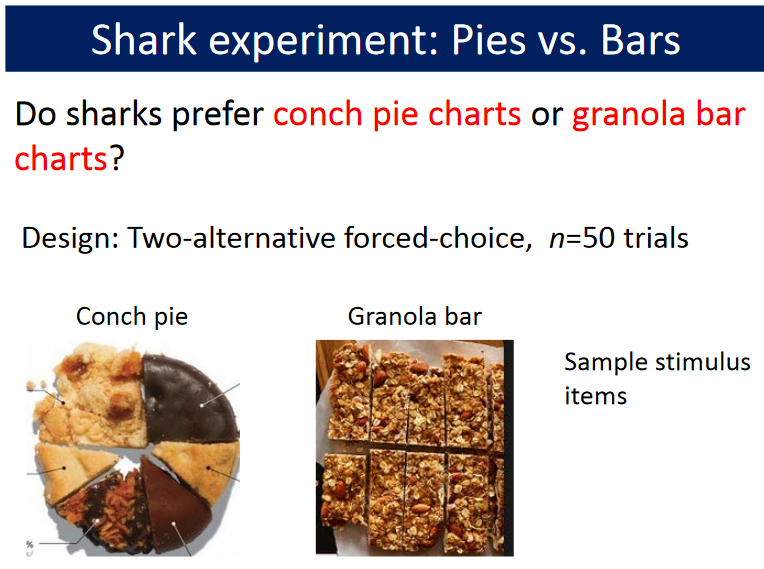 Shark experiment: Pies vs. Bars
Do sharks prefer conch pie charts or granola bar
charts?
Design: Two-alternative forced-choice, n=50 trials
Conch pie
Granola bar
Sample stimulus
items
%